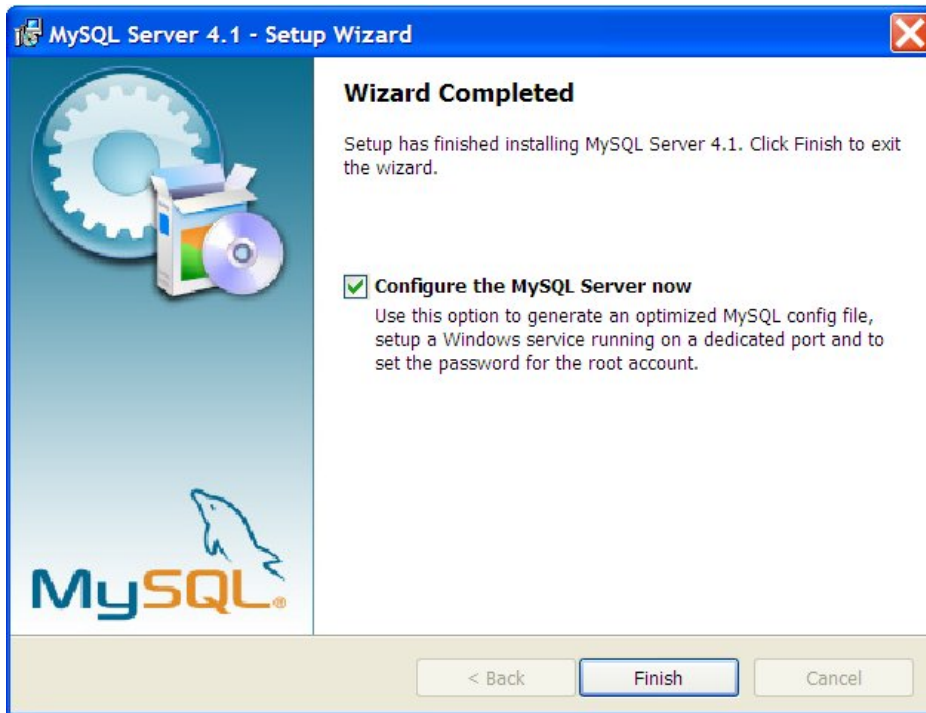 MySQL Server 4.1 - Setup Wizard
Wizard Completed
Setup has finished installing MySQL Server 4.1. Click Finish to exit
the wizard.
Configure the MySQL Server now
Use this option to generate an optimized MySQL config file,
setup a Windows service running on a dedicated port and to
set the password for the root account.
MySQL®
< Back
Finish
Cancel